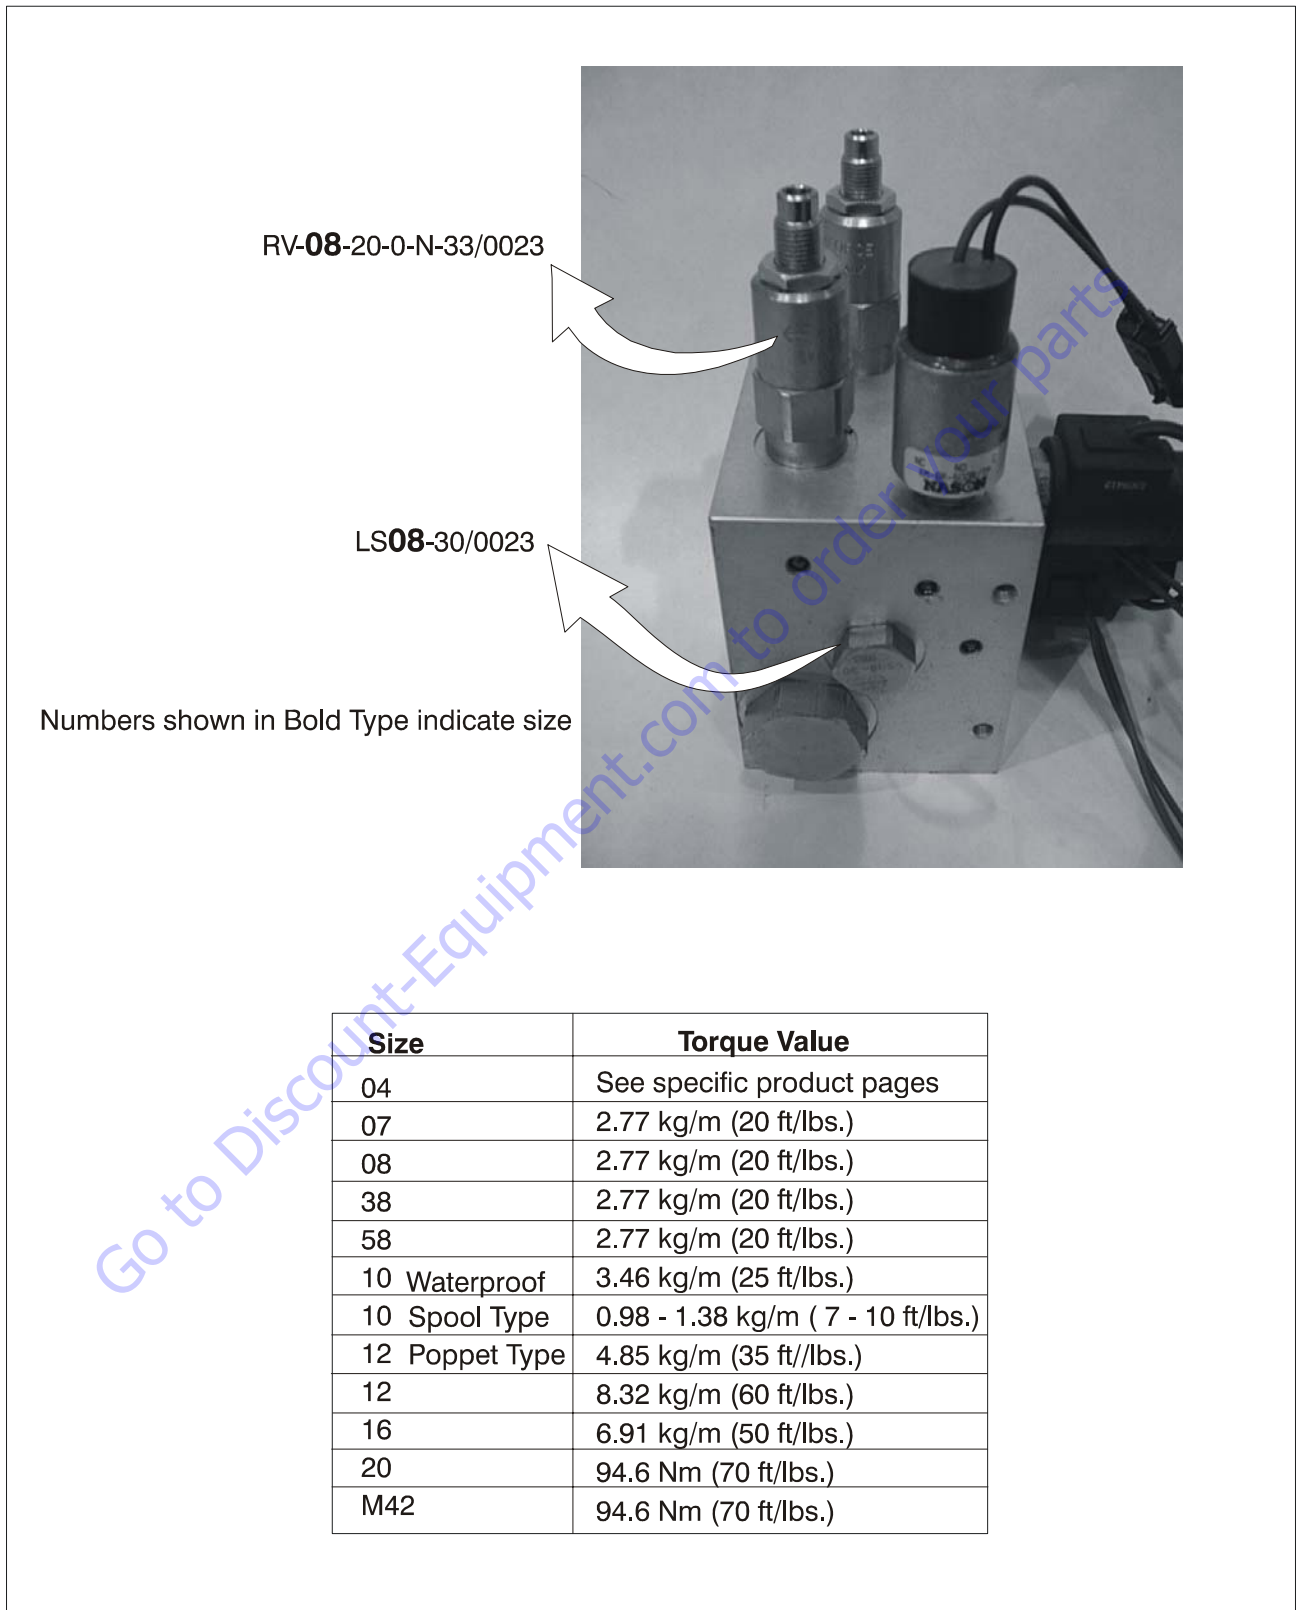 RV-08-20-0-N-33/0023
LS08-30/0023
Numbers shown in Bold Type indicate size
NASON
Go to Discount-Equipment.com to order your parts
Size Torque Value
04 See specific product pages
07 2.77 kg/m (20 ft/lbs.)
08 2.77 kg/m (20 ft/lbs.)
38 2.77 kg/m (20 ft/lbs.)
58 2.77 kg/m (20 ft/lbs.)
10 Waterproof 3.46 kg/m (25 ft/lbs.)
10 Spool Type 0.98 - 1.38 kg/m ( 7 - 10 ft/lbs.)
12 Poppet Type 4.85 kg/m (35 ft//lbs.)
12 8.32 kg/m (60 ft/lbs.)
16 6.91 kg/m (50 ft/lbs.)
20 94.6 Nm (70 ft/lbs.)
M42 94.6 Nm (70 ft/lbs.)